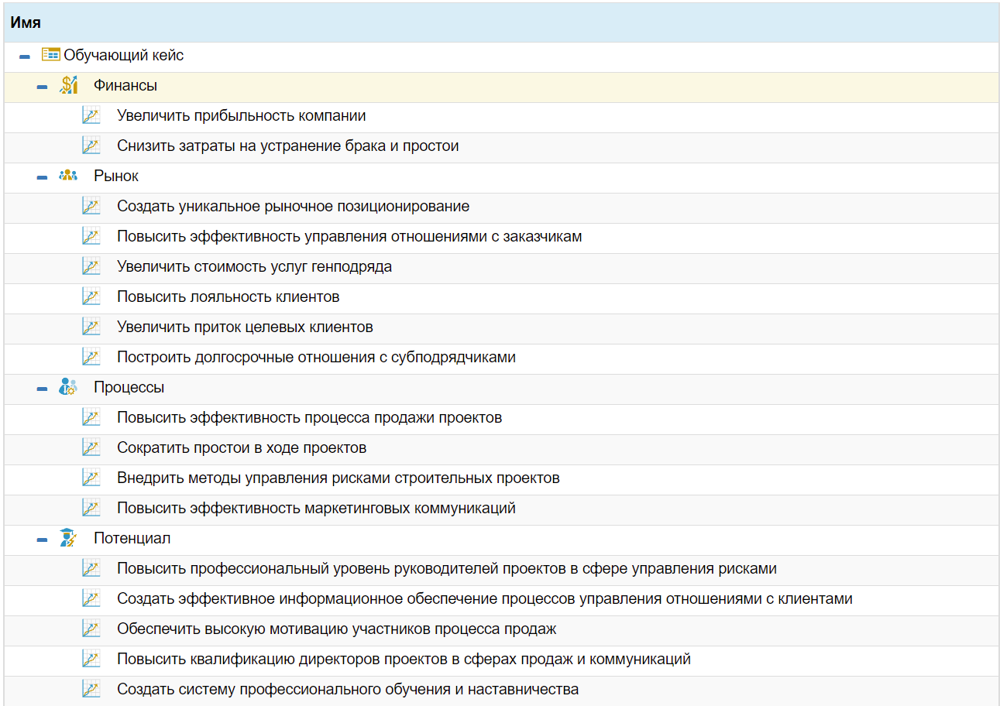 Имя
Обучающий кейс
Финансы
Увеличить прибыльность компании
Снизить затраты на устранение брака и простои
Рынок
Создать уникальное рыночное позиционирование
Повысить эффективность управления отношениями с заказчикам
Увеличить стоимость услуг генподряда
Повысить лояльность клиентов
Увеличить приток целевых клиентов
Построить долгосрочные отношения с субподрядчиками
Процессы
Повысить эффективность процесса продажи проектов
Сократить простои в ходе проектов
Внедрить методы управления рисками строительных проектов
Повысить эффективность маркетинговых коммуникаций
Потенциал
Повысить профессиональный уровень руководителей проектов в сфере управления рисками
Создать эффективное информационное обеспечение процессов управления отношениями с клиентами
Обеспечить высокую мотивацию участников процесса продаж
Повысить квалификацию директоров проектов в сферах продаж и коммуникаций
Создать систему профессионального обучения и наставничества